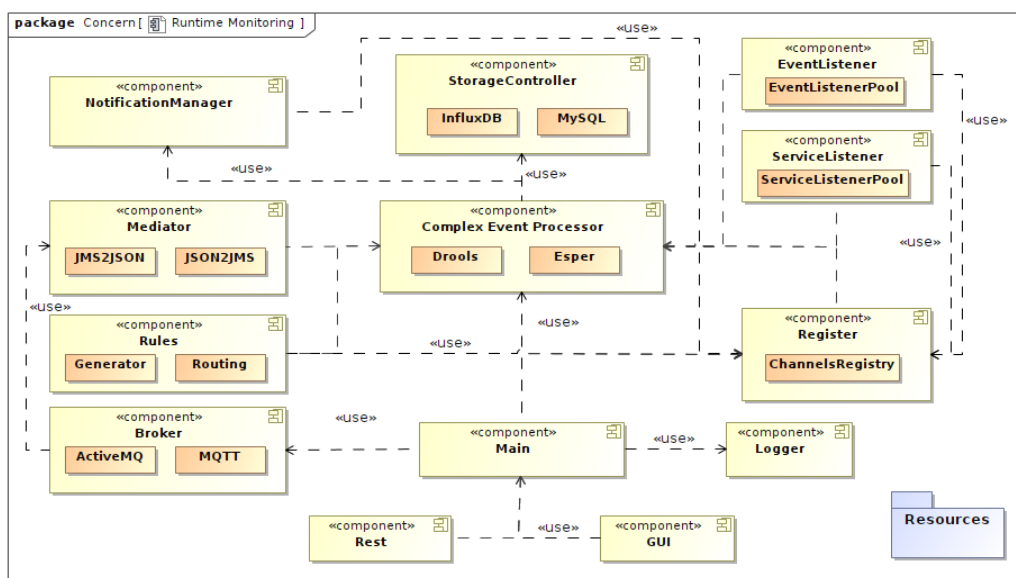 package Concern [ Runtime Monitoring ]
«use»
«component»
NotificationManager
«component»
StorageController
InfluxDB
MySQL
«component»
EventListener
EventListenerPool
«use»
«component»
ServiceListener
ServiceListenerPool
«use»
«use»
«component»
Mediator
JMS2JSON
JSON2JMS
«component»
Complex Event Processor
Drools
Esper
«use»
«use»
«component»
Rules
Generator
Routing
«use»
«use»
«component»
Register
ChannelsRegistry
«component»
Broker
ActiveMQ
MQTT
«use»
«component»
Main
«use»
«component»
Logger
«component»
Rest
«use»
«component»
GUI
Resources